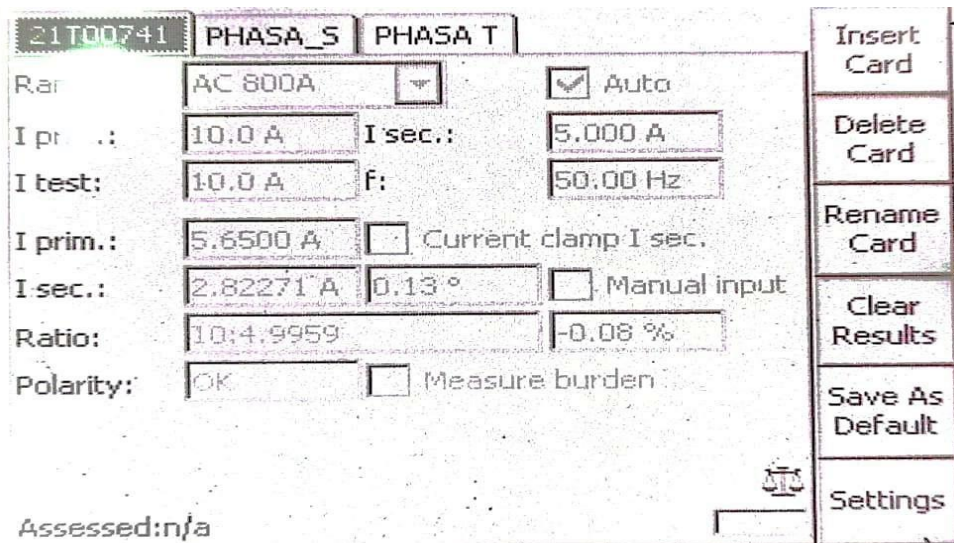 21T00741 PHASA_S PHASA T
AC 800A Auto
I 10.0 A I sec.: 5.000 A
I test: 10.0 A f: 50.00 Hz
I prim.: 5.6500 A Current clamp I sec.
I sec.: 2.82271 A 0.13 ° Manual input
Ratio: 10:4.9959 -0.08 %
Polarity: OK Measure burden
Assessed:n/a
Insert
Card
Delete
Card
Rename
Card
Clear
Results
Save As
Default
Settings